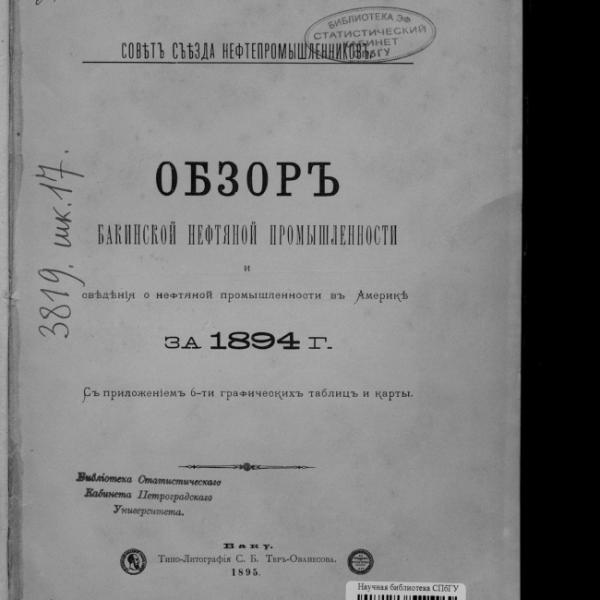 БИБЛИОТЕКА ЭФ
СТАТИСТИЧЕСКИЙ
КАБИНЕТ
СПбГУ
СОВѢТЪ СЪѢЗДА НЕФТЕПРОМЫШЛЕННИКОВЪ.
3819. шк. 17.
ОБЗОРЪ
БАКИНСКОЙ НЕФТЯНОЙ ПРОМЫШЛЕННОСТИ
и
свѣдѣнія о нефтяной промышленности въ Америкѣ
ЗА 1894 Г.
Съ приложеніемъ 6-ти графическихъ таблицъ и карты.
Библіотека Статистическаго
Кабинета Петроградскаго
Университета.
Баку.
Типо-Литографія С. Б. Теръ-Ованесова.
1895.
Научная библиотека СПбГУ